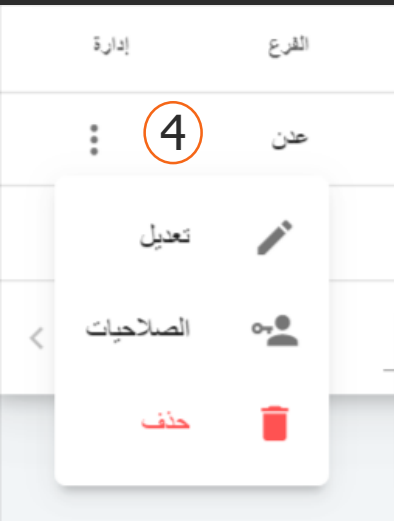 الفرع إدارة
عدن 4
تعديل
الصلاحيات
حذف